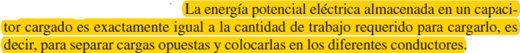 La energía potencial eléctrica almacenada en un capaci-
tor cargado es exactamente igual a la cantidad de trabajo requerido para cargarlo, es
decir, para separar cargas opuestas y colocarlas en los diferentes conductores.